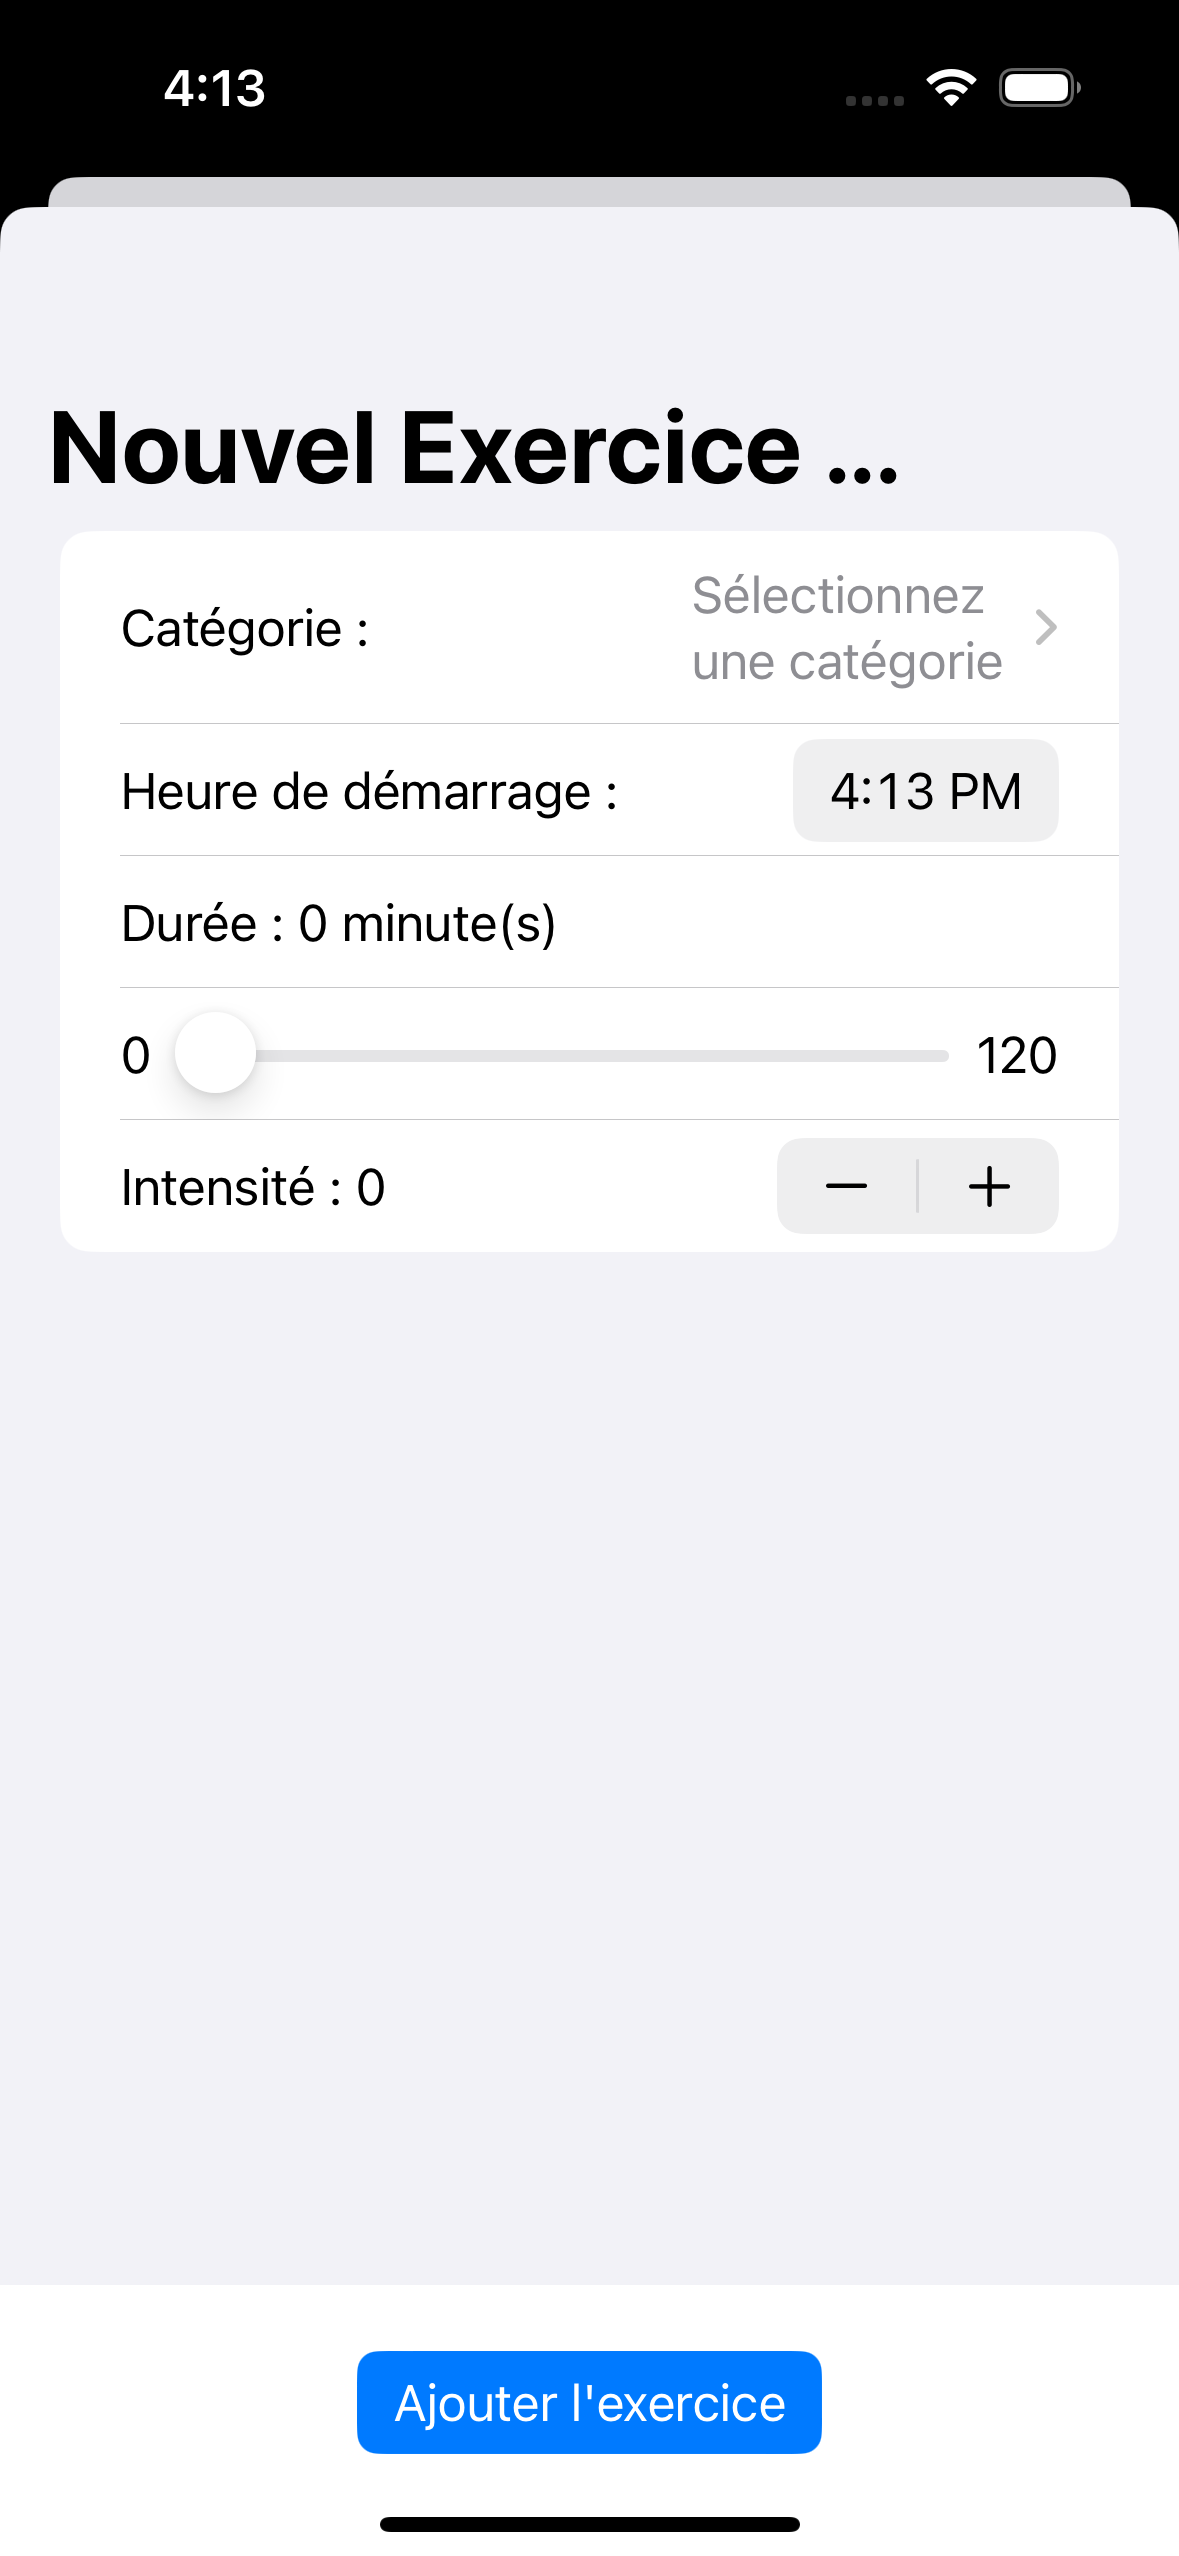 4:13
Nouvel Exercice ...
Catégorie :
Sélectionnez
une catégorie
Heure de démarrage :
4:13 PM
Durée : 0 minute(s)
0
120
Intensité : 0
Ajouter l'exercice